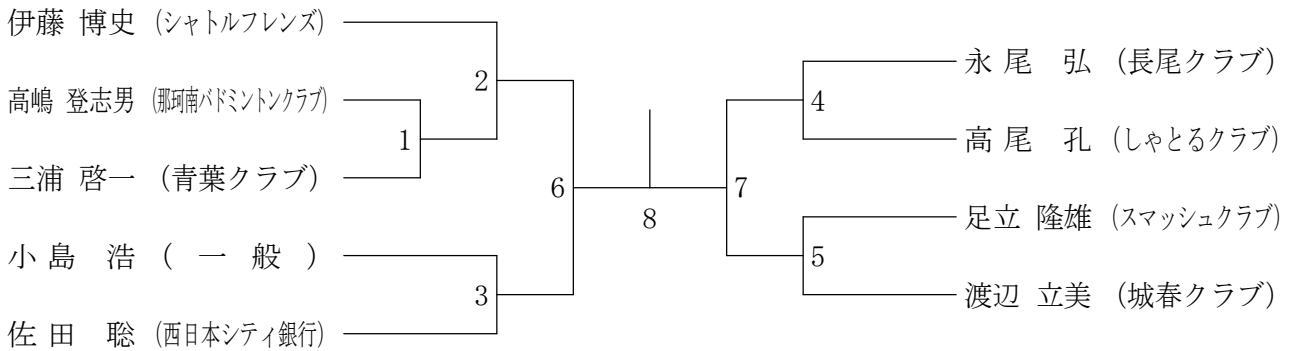 伊藤 博史 (シャトルフレンズ)
高嶋 登志男 (那珂南バドミントンクラブ)
三浦 啓一 (青葉クラブ)
小島 浩 (一般)
佐田 聡 (西日本シティ銀行)
2
1
3
6
8
7
4
5
永尾 弘 (長尾クラブ)
高尾 孔 (しゃとるクラブ)
足立 隆雄 (スマッシュクラブ)
渡辺 立美 (城春クラブ)